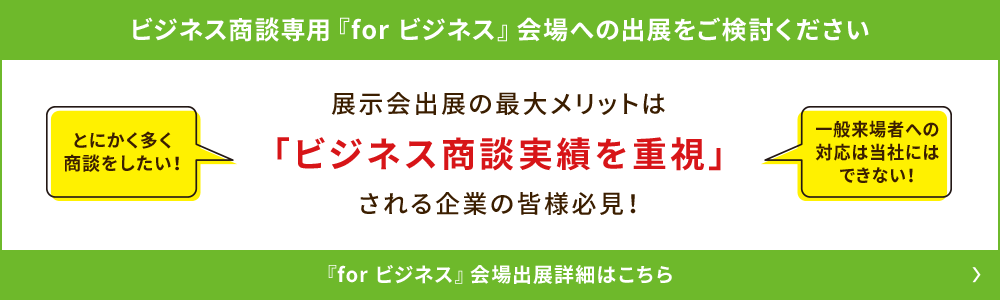 ビジネス商談専用『for ビジネス』会場への出展をご検討ください
とにかく多く
商談をしたい！
展示会出展の最大メリットは
「ビジネス商談実績を重視」
される企業の皆様必見！
一般来場者への
対応は当社には
できない！
『for ビジネス』会場出展詳細はこちら